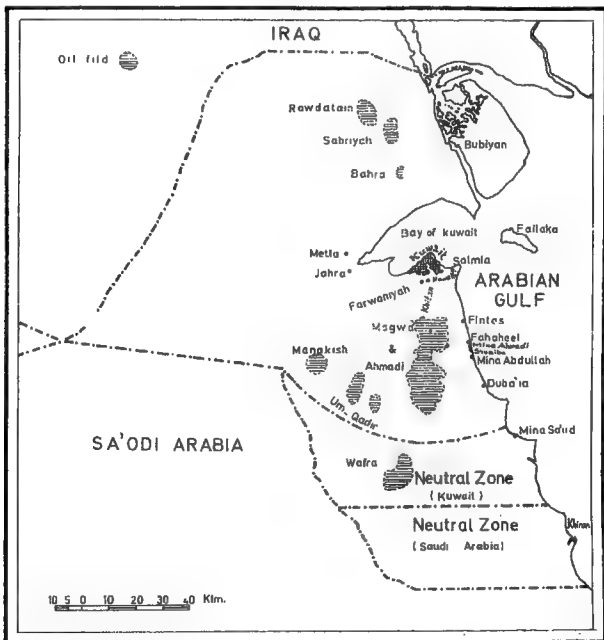 IRAQ
Oil fild
Rawdatain
Sabriyeh
Bubiyan
Bahra
Bay of kuwait
Failaka
Metla
Kuwait
Salmia
Jahra
ARABIAN
GULF
Farwaniyah
Magwa
Fintas
Fahaheel
Mina Ahmadi
Shuaiba
Mina Abdullah
Manakish
&
Ahmadi
Duba'ia
Um. Qadir
Mina Sa'ud
SA'ODI ARABIA
Wafra
Neutral Zone
(Kuwait)
Neutral Zone
(Saudi Arabia)
Khiran
10 5 0 10 20 30 40 Klm.